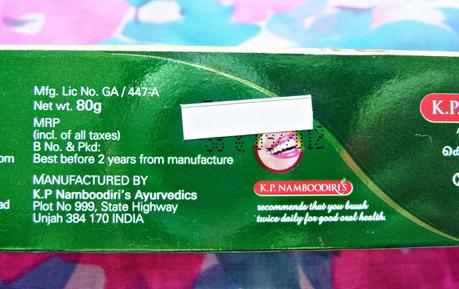 Mfg. Lic No. GA / 447-A
Net wt. 80g
MRP
(incl. of all taxes)
B No. & Pkd:
Best before 2 years from manufacture
MANUFACTURED BY
K.P Namboodiri's Ayurvedics
Plot No 999, State Highway
Unjah 384 170 INDIA
K.P. NAMBOODIRI'S
recommends that you brush
twice daily for good oral health.
K.P.